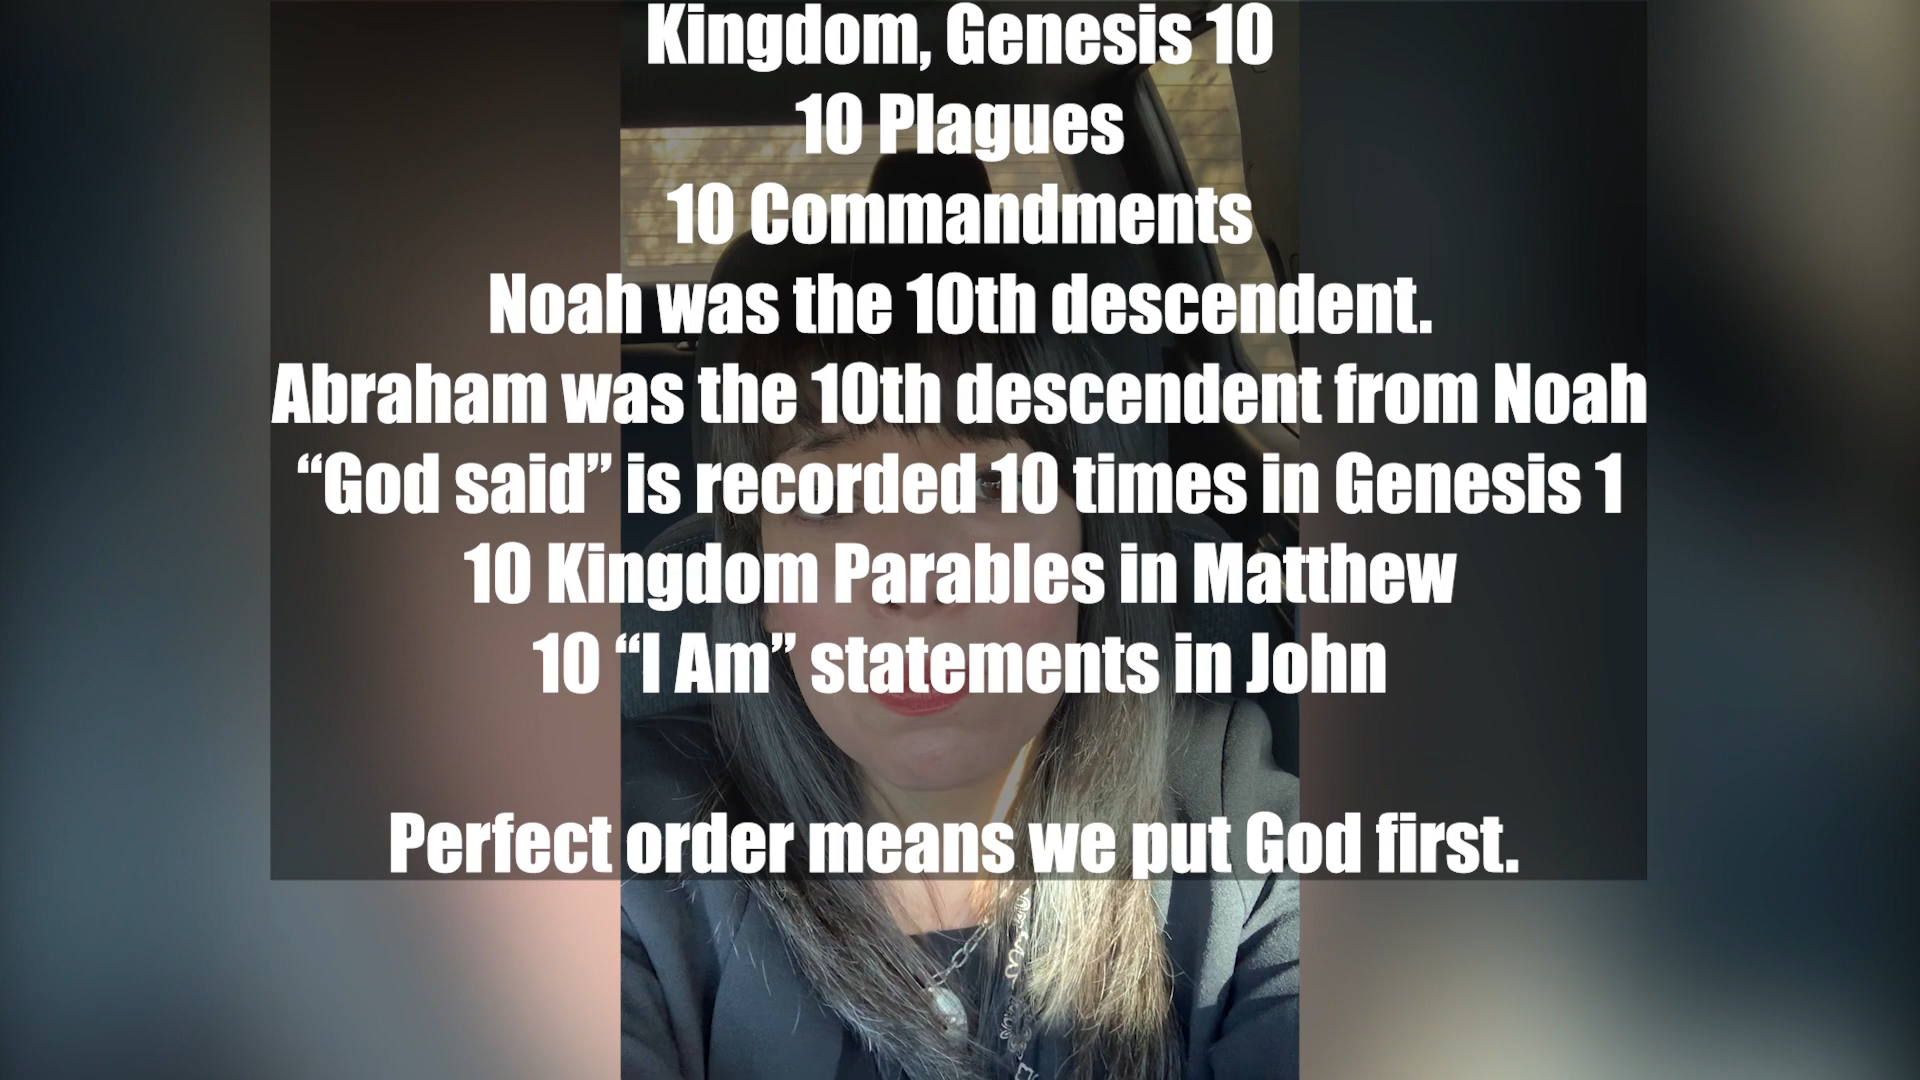 Kingdom, Genesis 10
10 Plagues
10 Commandments
Noah was the 10th descendent.
Abraham was the 10th descendent from Noah
“God said” is recorded 10 times in Genesis 1
10 Kingdom Parables in Matthew
10 “I Am” statements in John
Perfect order means we put God first.